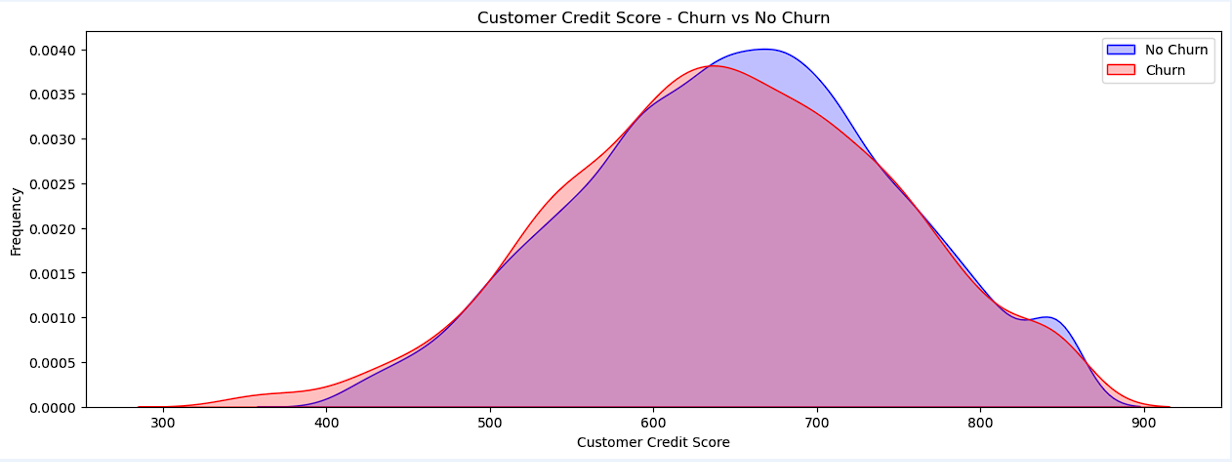 Customer Credit Score - Churn vs No Churn
No Churn
Churn
Frequency
0.0040
0.0035
0.0030
0.0025
0.0020
0.0015
0.0010
0.0005
0.0000
300 400 500 600 700 800 900
Customer Credit Score